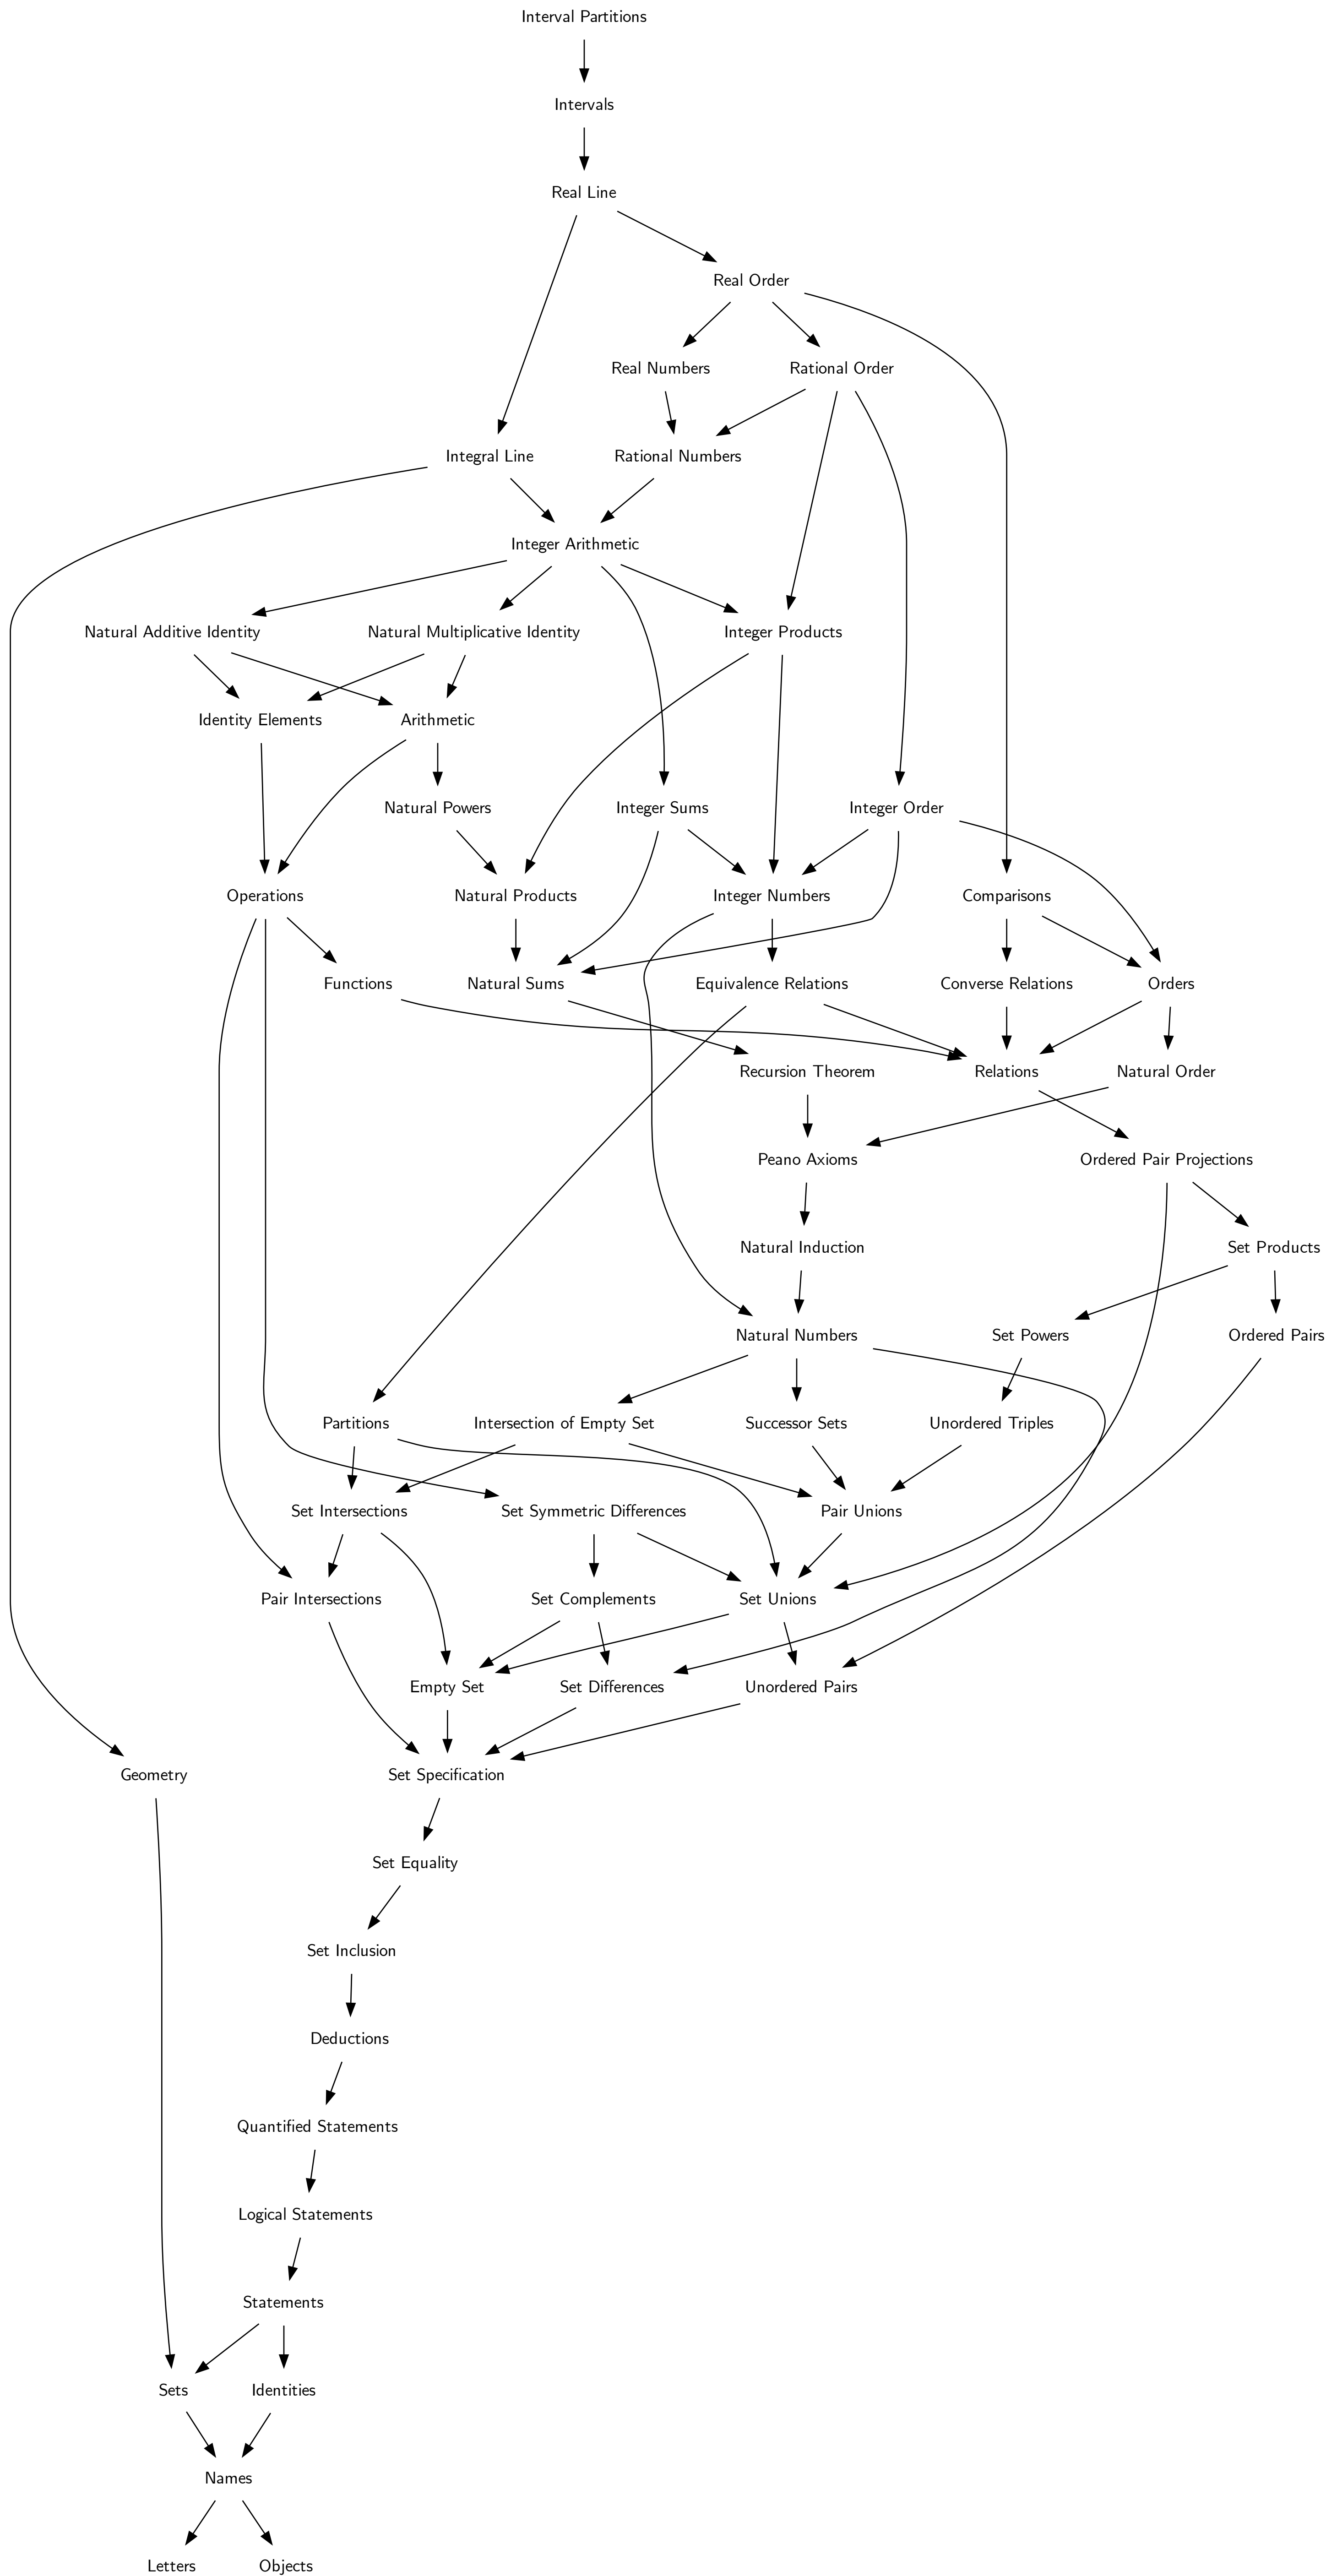 Interval Partitions
Intervals
Real Line
Real Order
Real Numbers
Rational Order
Integral Line
Rational Numbers
Integer Arithmetic
Natural Additive Identity
Natural Multiplicative Identity
Integer Products
Identity Elements
Arithmetic
Natural Powers
Integer Sums
Integer Order
Operations
Natural Products
Integer Numbers
Comparisons
Functions
Natural Sums
Equivalence Relations
Converse Relations
Orders
Recursion Theorem
Relations
Natural Order
Peano Axioms
Ordered Pair Projections
Natural Induction
Set Products
Natural Numbers
Set Powers
Ordered Pairs
Partitions
Intersection of Empty Set
Successor Sets
Unordered Triples
Set Intersections
Set Symmetric Differences
Pair Unions
Pair Intersections
Set Complements
Set Unions
Empty Set
Set Differences
Unordered Pairs
Geometry
Set Specification
Set Equality
Set Inclusion
Deductions
Quantified Statements
Logical Statements
Statements
Sets
Identities
Names
Letters
Objects